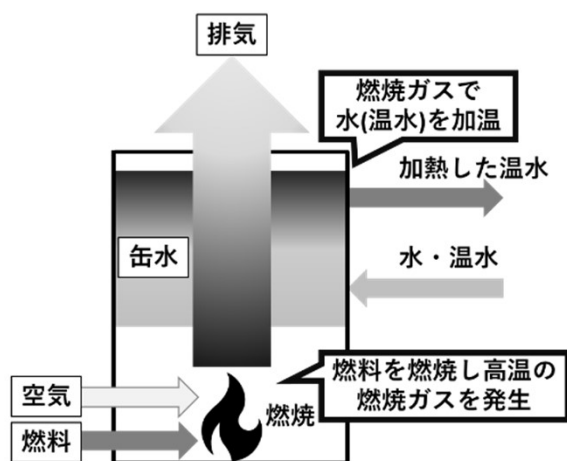 排気
燃焼ガスで
水(温水)を加温
加熱した温水
缶水
水・温水
燃料を燃焼し高温の
燃焼ガスを発生
空気
燃焼
燃料